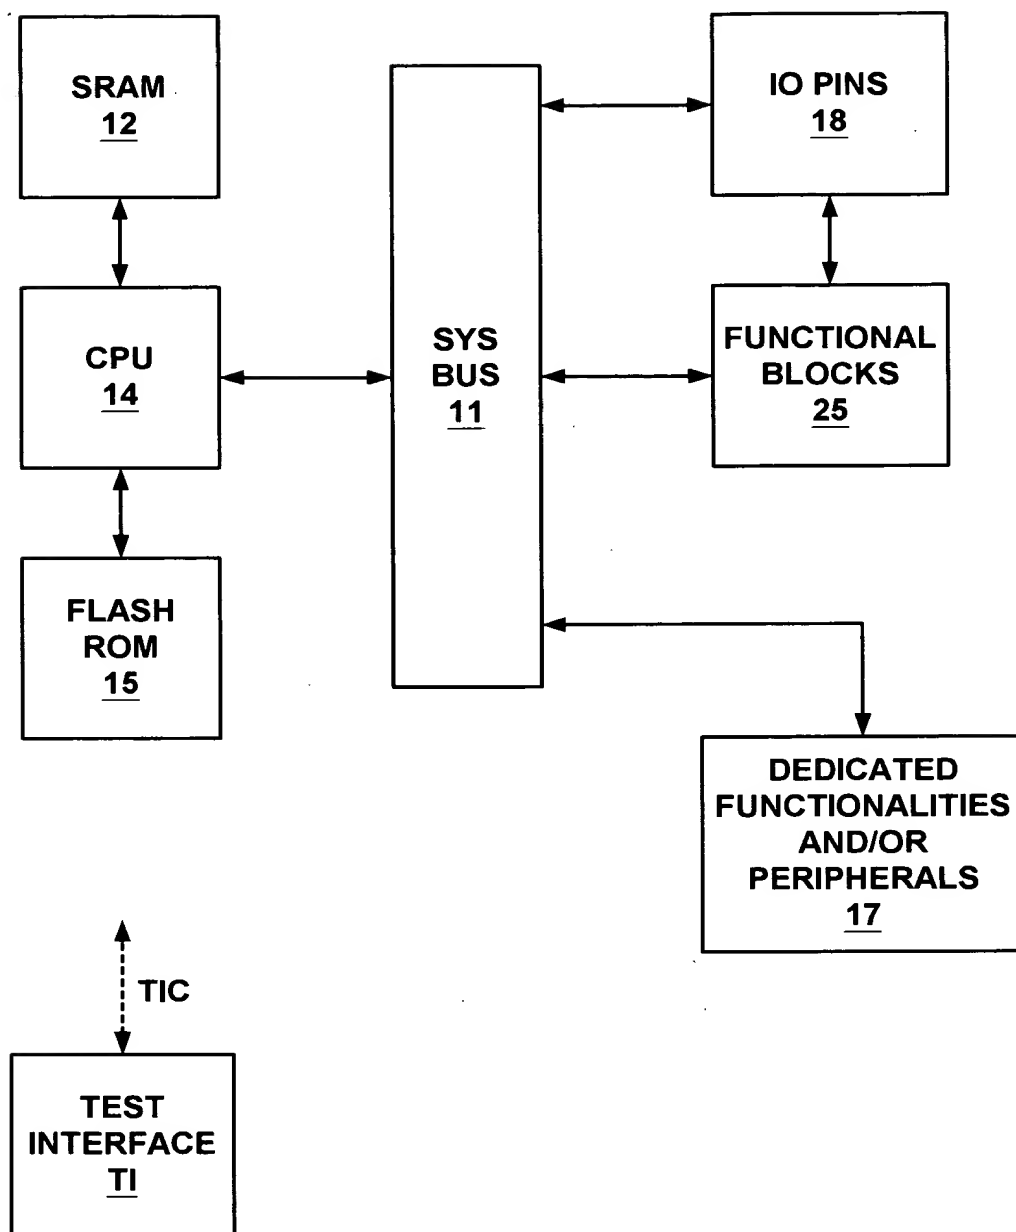 SRAM
12
IO PINS
18
CPU
14
SYS
BUS
11
FUNCTIONAL
BLOCKS
25
FLASH
ROM
15
DEDICATED
FUNCTIONALITIES
AND/OR
PERIPHERALS
17
TIC
TEST
INTERFACE
TI